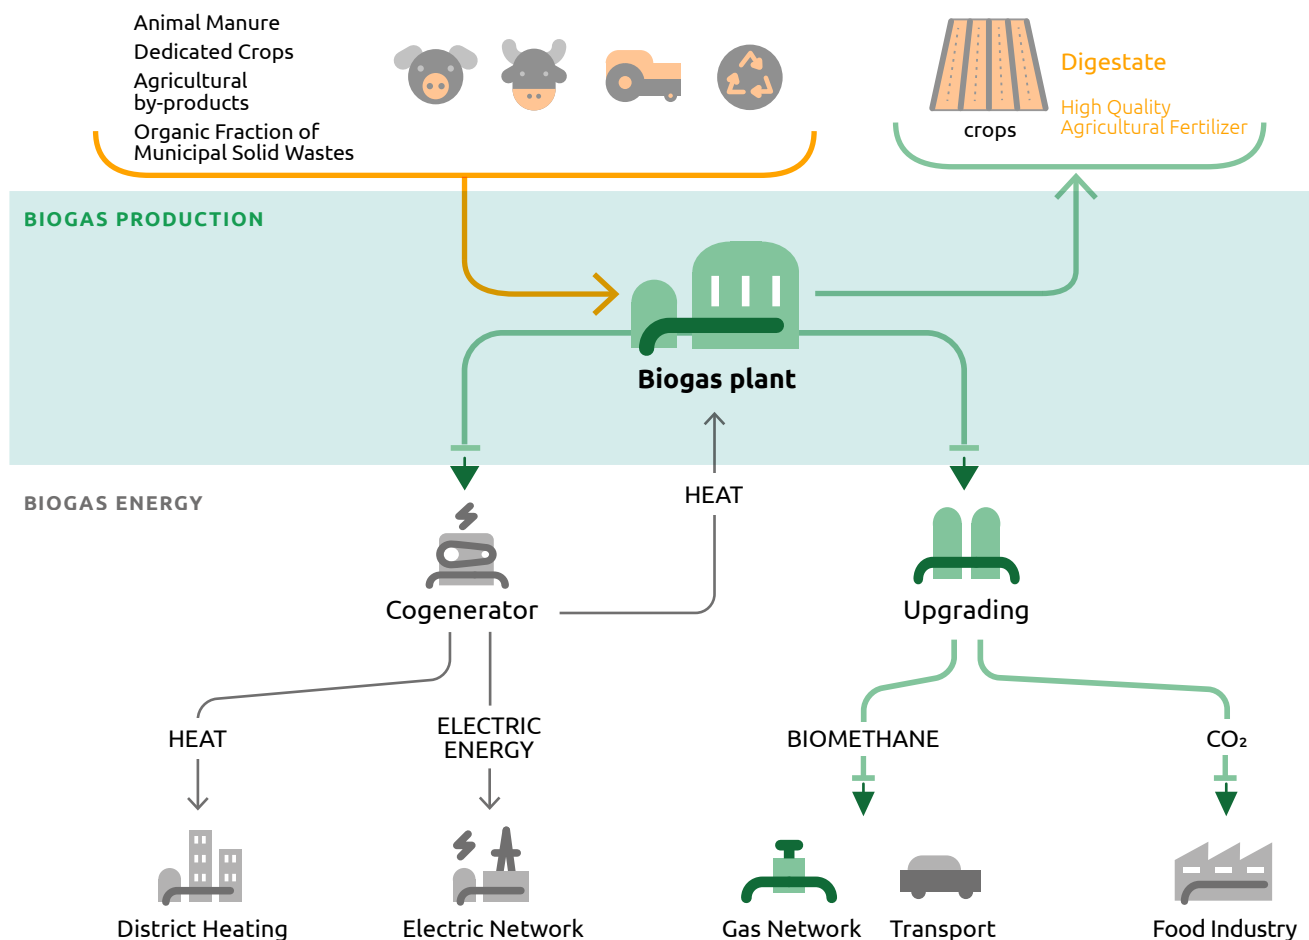 Animal Manure
Dedicated Crops
Agricultural
by-products
Organic Fraction of
Municipal Solid Wastes
crops
Digestate
High Quality
Agricultural Fertilizer
BIOGAS PRODUCTION
Biogas plant
BIOGAS ENERGY
HEAT
Cogenerator
Upgrading
HEAT
ELECTRIC
ENERGY
BIOMETHANE
CO₂
District Heating
Electric Network
Gas Network
Transport
Food Industry